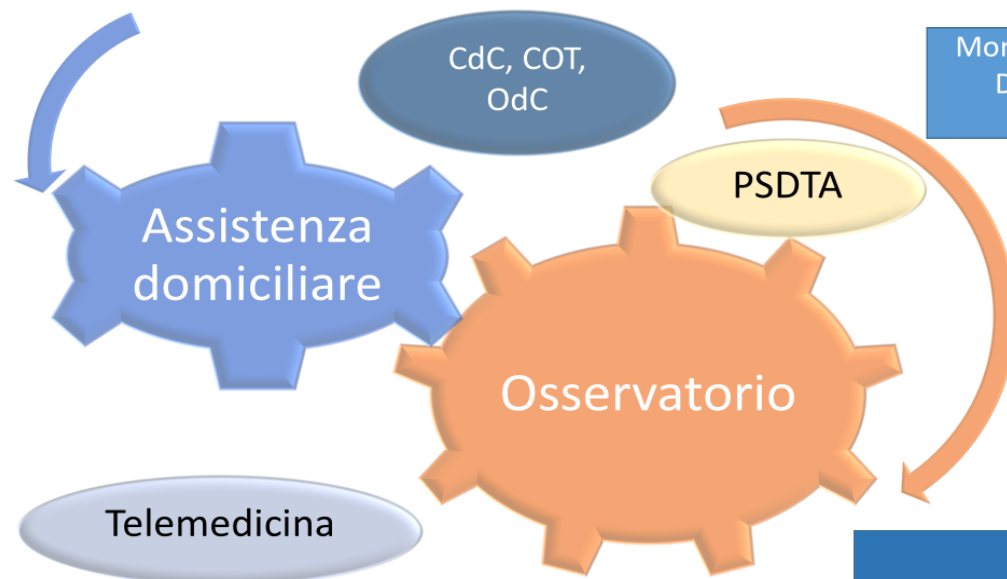 CdC, COT,
OdC
PSDTA
Assistenza
domiciliare
Osservatorio
Telemedicina